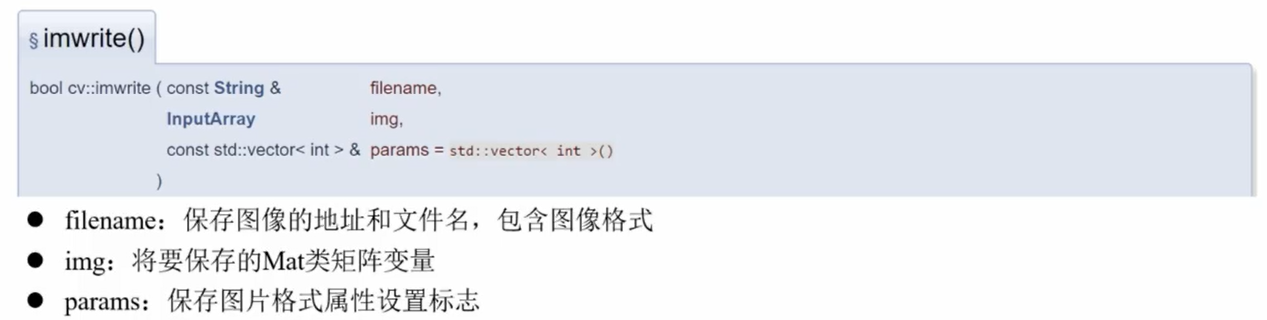 § imwrite()
bool cv::imwrite ( const String & filename,
InputArray img,
const std::vector< int > & params = std::vector< int >()
)
● filename：保存图像的地址和文件名，包含图像格式
● img：将要保存的Mat类矩阵变量
● params：保存图片格式属性设置标志